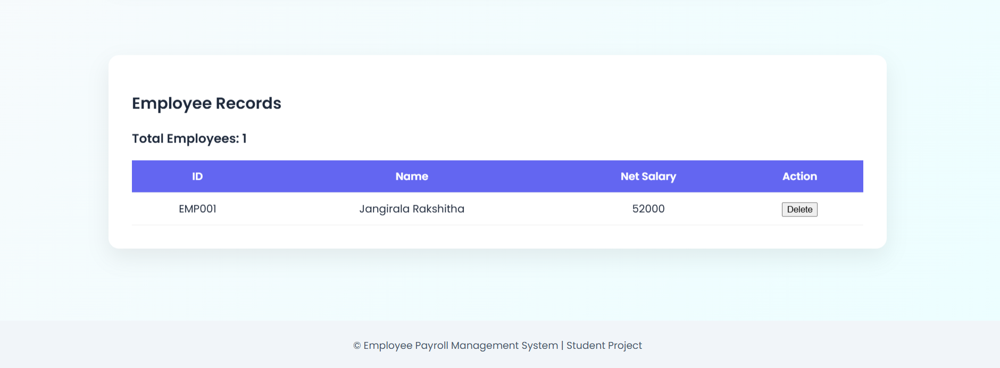 Employee Records
Total Employees: 1
ID Name Net Salary Action
EMP001 Jangirala Rakshitha 52000 Delete
© Employee Payroll Management System | Student Project